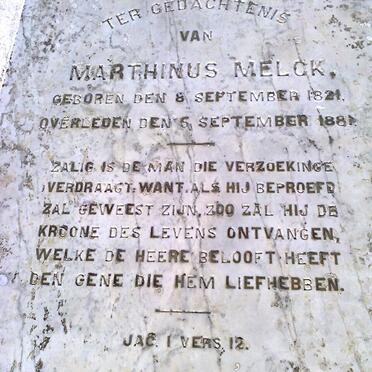 TER GEDACHTENIS
VAN
MARTHINUS MELCK.
GEBOREN DEN 8 SEPTEMBER 1821.
OVERLEDEN DEN 5 SEPTEMBER 1881
ZALIG IS DE MAN DIE VERZOEKINGE
VERDRAAGT: WANT ALS HIJ BEPROEFD
ZAL GEWEEST ZIJN, ZOO ZAL HIJ DE
KROONE DES LEVENS ONTVANGEN,
WELKE DE HEERE BELOOFT HEEFT
DEN GENE DIE HEM LIEFHEBBEN.
JAC. 1 VERS. 12.